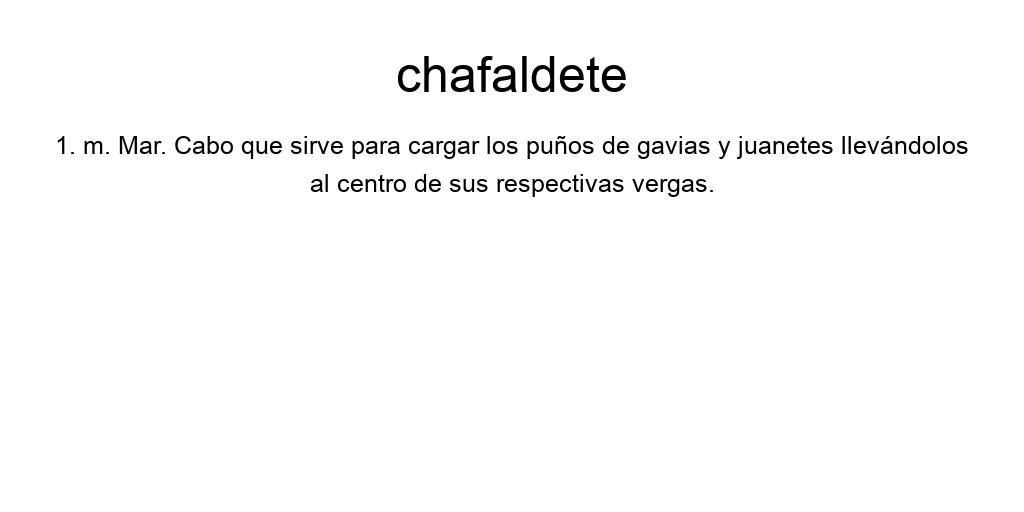 chafaldete
1. m. Mar. Cabo que sirve para cargar los puños de gavias y juanetes llevándolos
al centro de sus respectivas vergas.